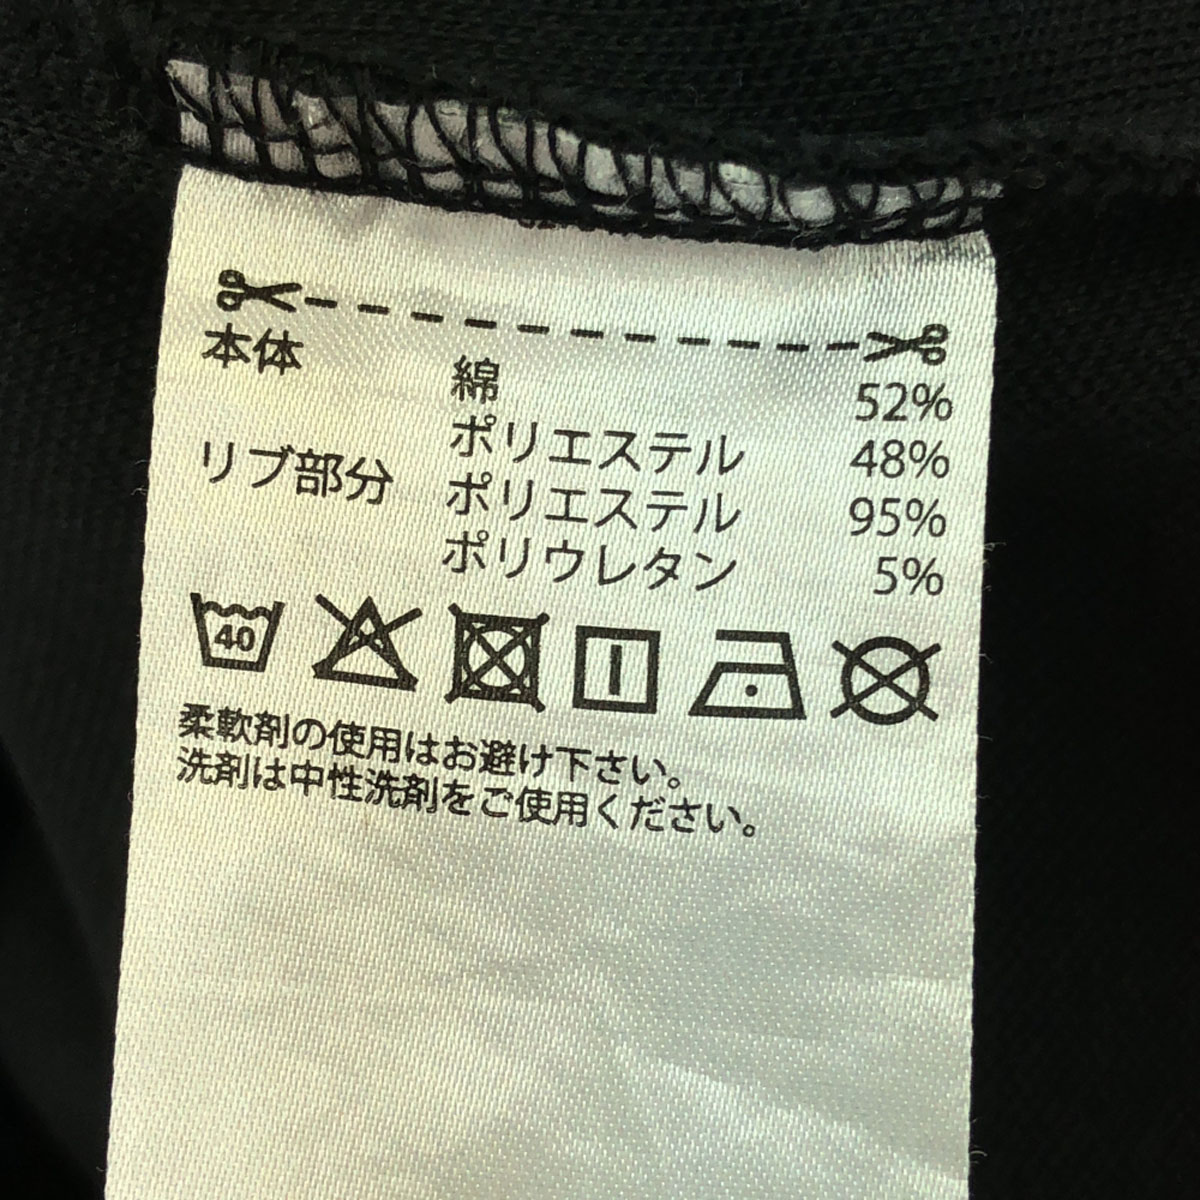 本体 綿 52%
ポリエステル 48%
リブ部分 ポリエステル 95%
ポリウレタン 5%
40
柔軟剤の使用はお避け下さい。
洗剤は中性洗剤をご使用ください。